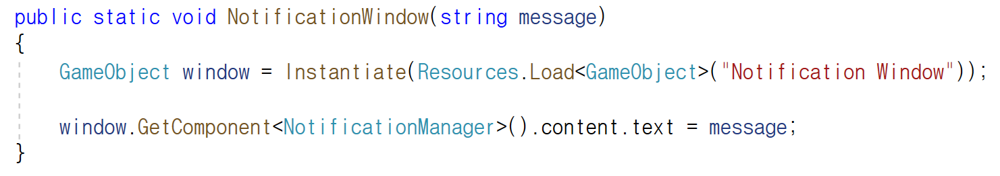 public static void NotificationWindow(string message)
{
GameObject window = Instantiate(Resources.Load<GameObject>("Notification Window"));
window.GetComponent<NotificationManager>().content.text = message;
}